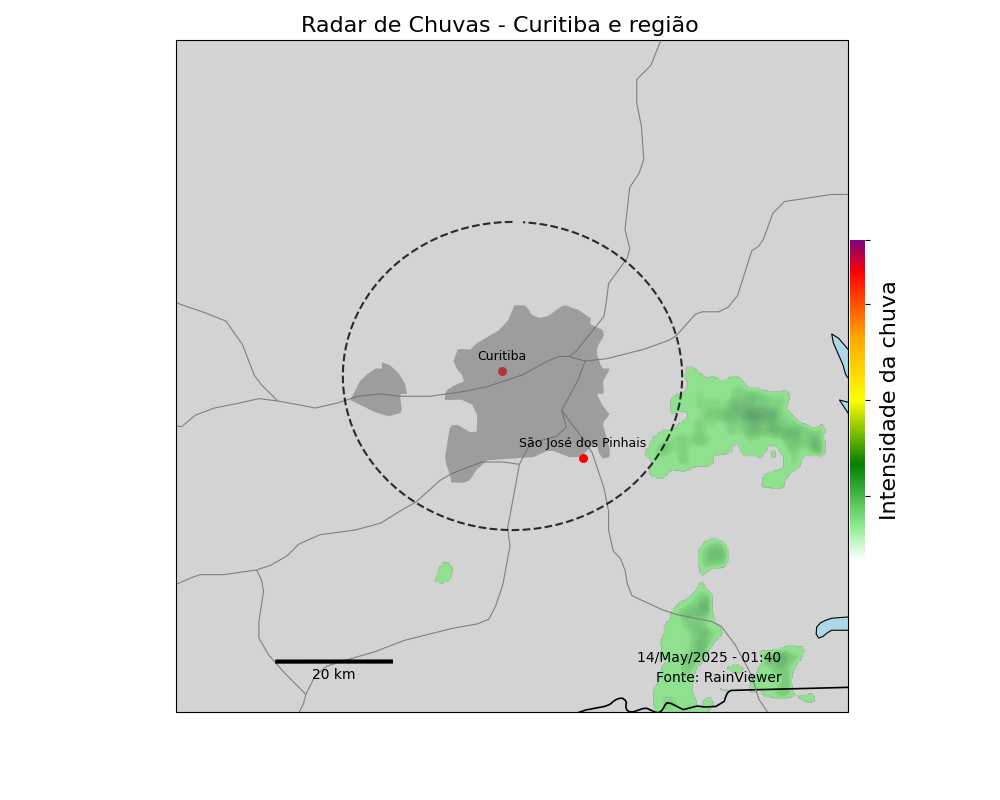 Radar de Chuvas - Curitiba e região
Curitiba
São José dos Pinhais
Intensidade da chuva
14/May/2025 - 01:40
Fonte: RainViewer
20 km